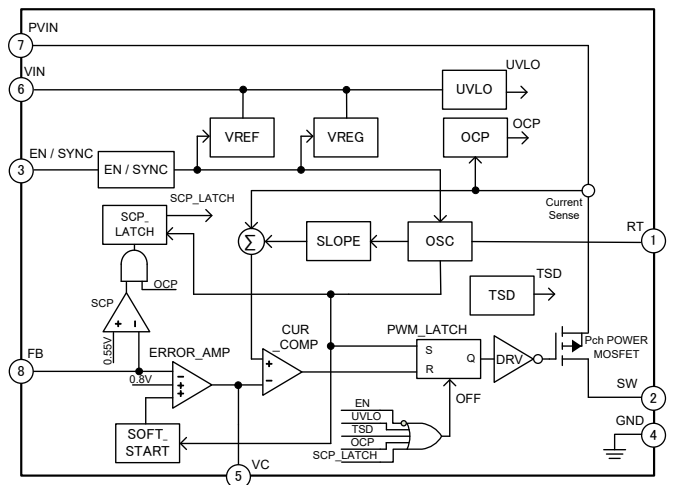 PVIN
7
VIN
6
UVLO
UVLO
VREF
VREG
OCP
OCP
EN / SYNC
3
EN / SYNC
SCP_LATCH
SCP_
LATCH
Current
Sense
Σ
SLOPE
OSC
RT
1
OCP
SCP
TSD
TSD
+
–
0.55V
CUR
_COMP
PWM_LATCH
Pch POWER
MOSFET
FB
8
ERROR_AMP
0.8V
–
+
+
+
–
S
R
Q
DRV
SW
2
OFF
EN
UVLO
TSD
OCP
SCP_LATCH
GND
4
SOFT_
START
VC
5